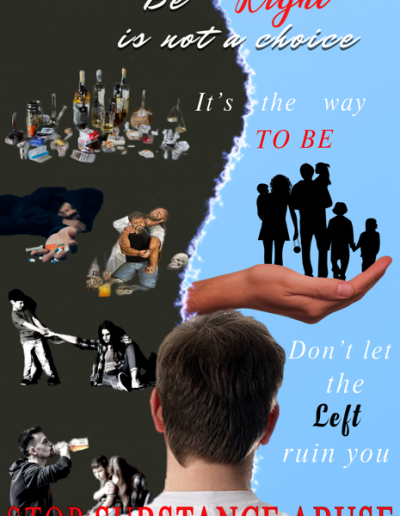 Be Right
is not a choice
It's the way
TO BE
Don't let
the
Left
ruin you
STOP SUBSTANCE ABUSE